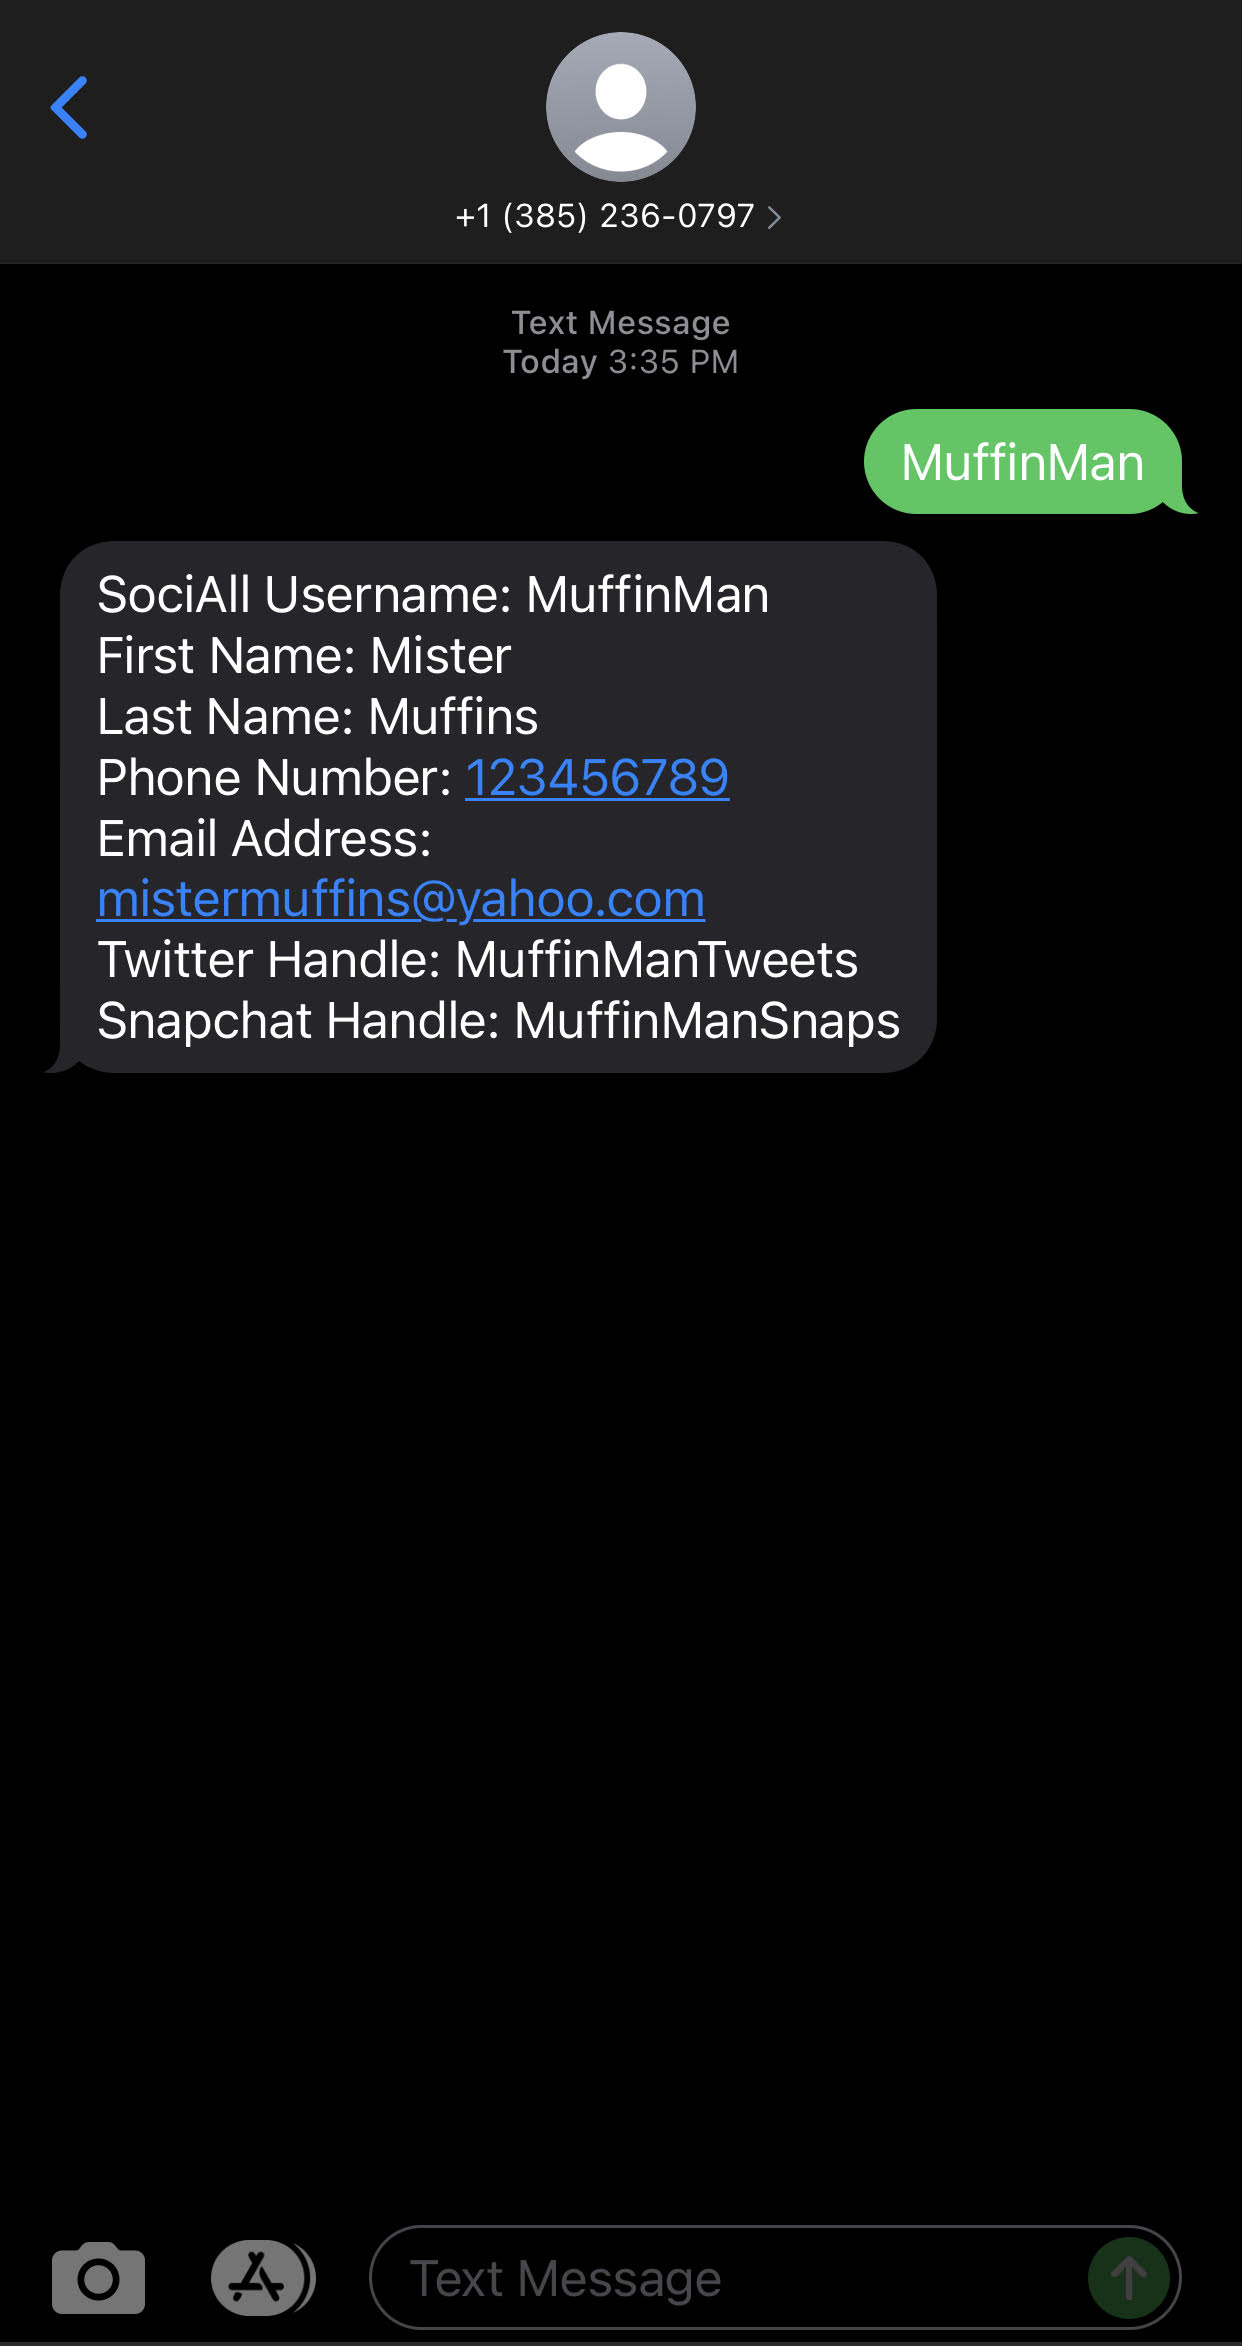 +1 (385) 236-0797
Text Message
Today 3:35 PM
MuffinMan
SociAll Username: MuffinMan
First Name: Mister
Last Name: Muffins
Phone Number: 123456789
Email Address:
mistermuffins@yahoo.com
Twitter Handle: MuffinManTweets
Snapchat Handle: MuffinManSnaps
Text Message